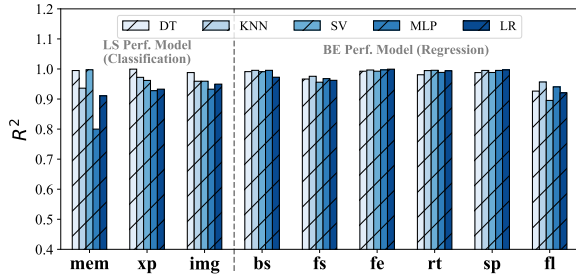 1.2
DT KNN SV MLP LR
1.1
LS Perf. Model
(Classification)
BE Perf. Model (Regression)
1.0
0.9
0.8
0.7
0.6
0.5
0.4
R²
mem xp img bs fs fe rt sp fl